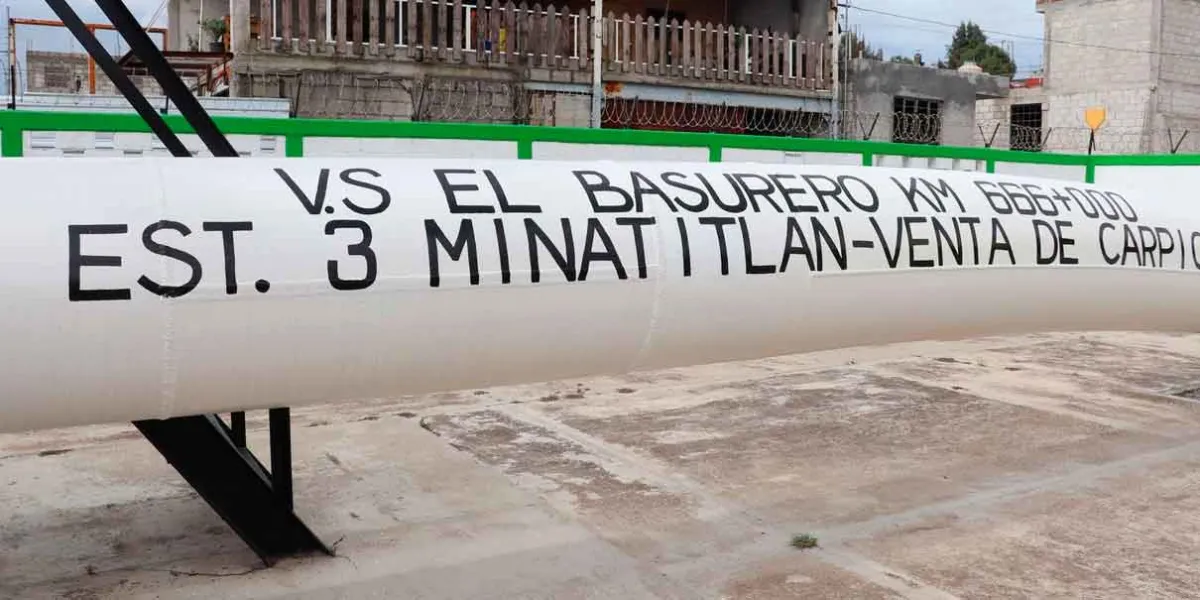 V.S EL BASURERO KM 666+000
EST. 3 MINATITLAN-VENTA DE CARPIO